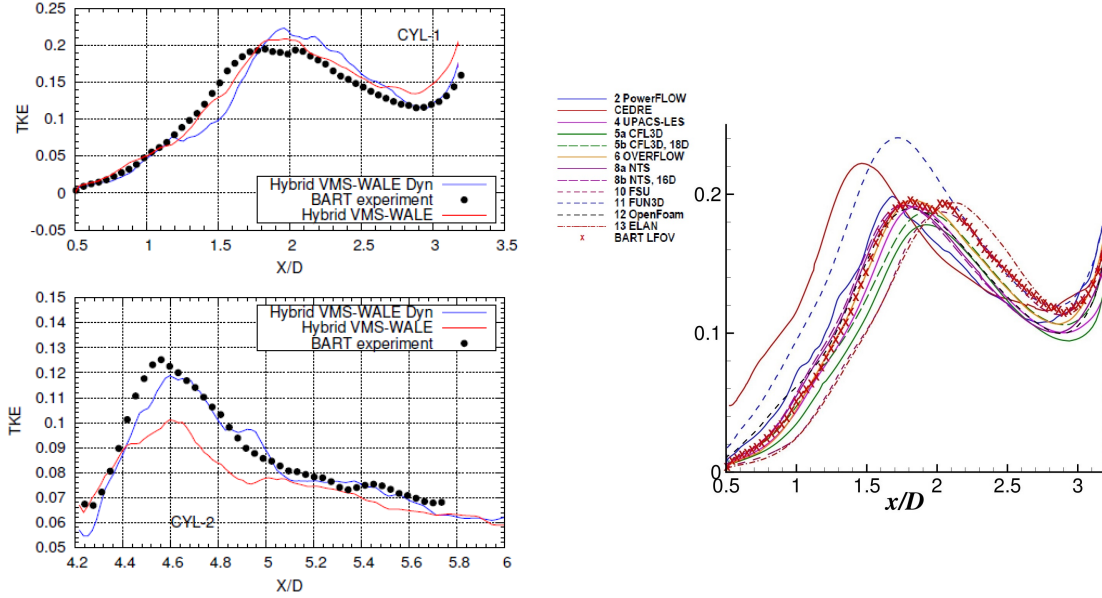 0.25
0.20
0.15
0.10
0.05
0
-0.05
TKE
CYL-1
Hybrid VMS-WALE Dyn
BART experiment
Hybrid VMS-WALE
0.5
1
1.5
2
2.5
3
3.5
X/D
0.15
0.14
0.13
0.12
0.11
0.10
0.09
0.08
0.07
0.06
0.05
TKE
Hybrid VMS-WALE Dyn
Hybrid VMS-WALE
BART experiment
CYL-2
4.2
4.4
4.6
4.8
5
5.2
5.4
5.6
5.8
6
X/D
2 PowerFLOW
CEDRE
4 UPACS-LES
5a CFL3D
5b CFL3D, 18D
6 OVERFLOW
8a NTS
8b NTS, 16D
10 FSU
11 FUN3D
12 OpenFoam
13 ELAN
BART LFOV
0.2
0.1
0
0.5
1
1.5
2
2.5
3
x/D